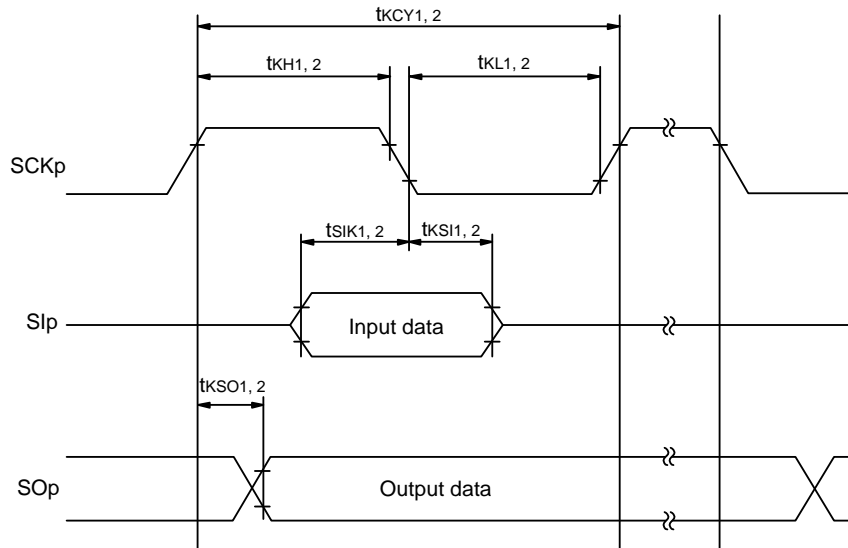 tKCY1, 2
tKH1, 2
tKL1, 2
SCKp
tSIK1, 2
tKSI1, 2
SIp
Input data
tKSO1, 2
SOp
Output data